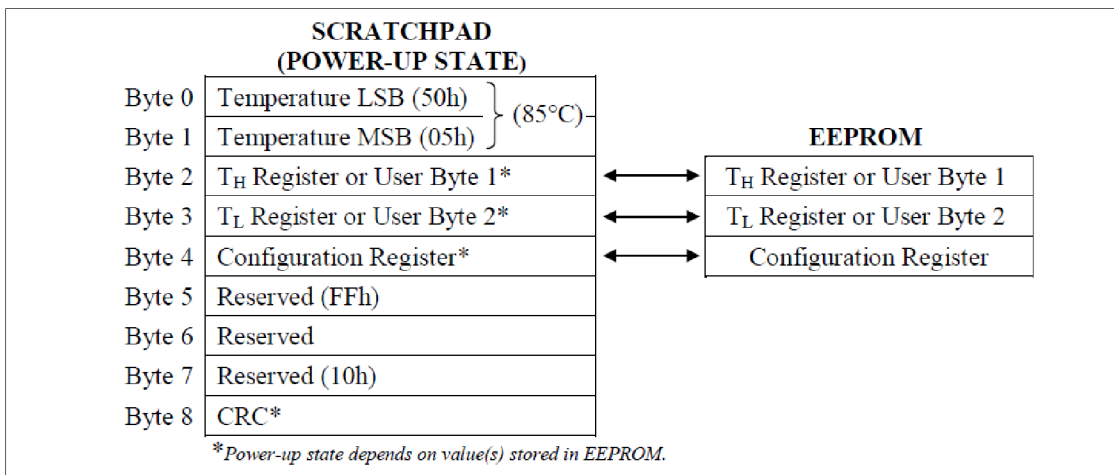 SCRATCHPAD
(POWER-UP STATE)
Byte 0 Temperature LSB (50h)
(85°C)
Byte 1 Temperature MSB (05h)
EEPROM
Byte 2 TH Register or User Byte 1* TH Register or User Byte 1
Byte 3 TL Register or User Byte 2* TL Register or User Byte 2
Byte 4 Configuration Register* Configuration Register
Byte 5 Reserved (FFh)
Byte 6 Reserved
Byte 7 Reserved (10h)
Byte 8 CRC*
*Power-up state depends on value(s) stored in EEPROM.